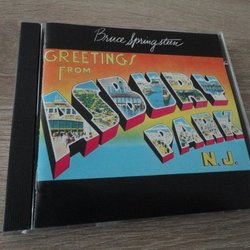 Bruce Springsteen
GREETINGS
FROM
ASBURY
PARK
N.J.